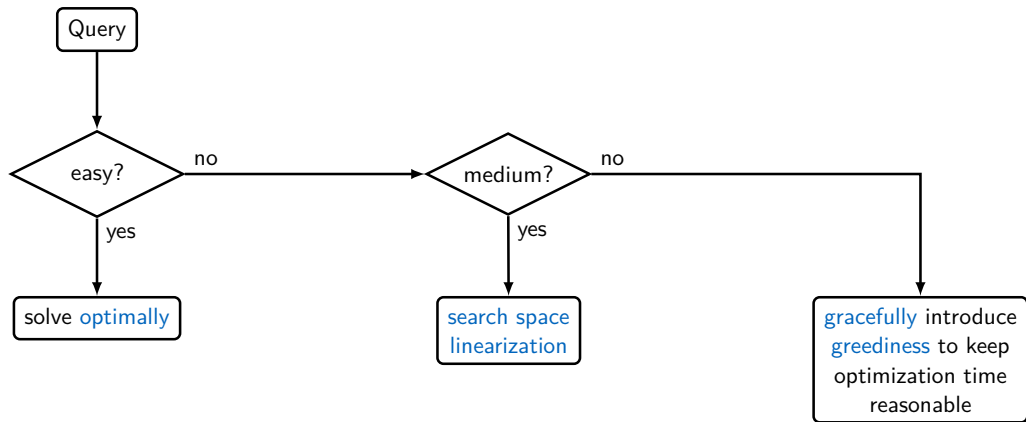 Query
easy?
no
medium?
no
yes
yes
solve optimally
search space
linearization
gracefully introduce
greediness to keep
optimization time
reasonable